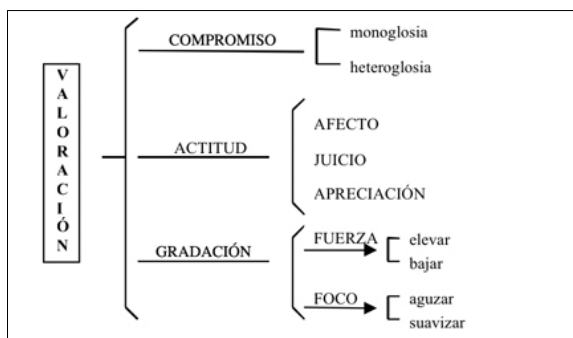 VALORACIÓN
COMPROMISO
monoglosia
heteroglosia
ACTITUD
AFECTO
JUICIO
APRECIACIÓN
GRADACIÓN
FUERZA
elevar
bajar
FOCO
aguzar
suavizar